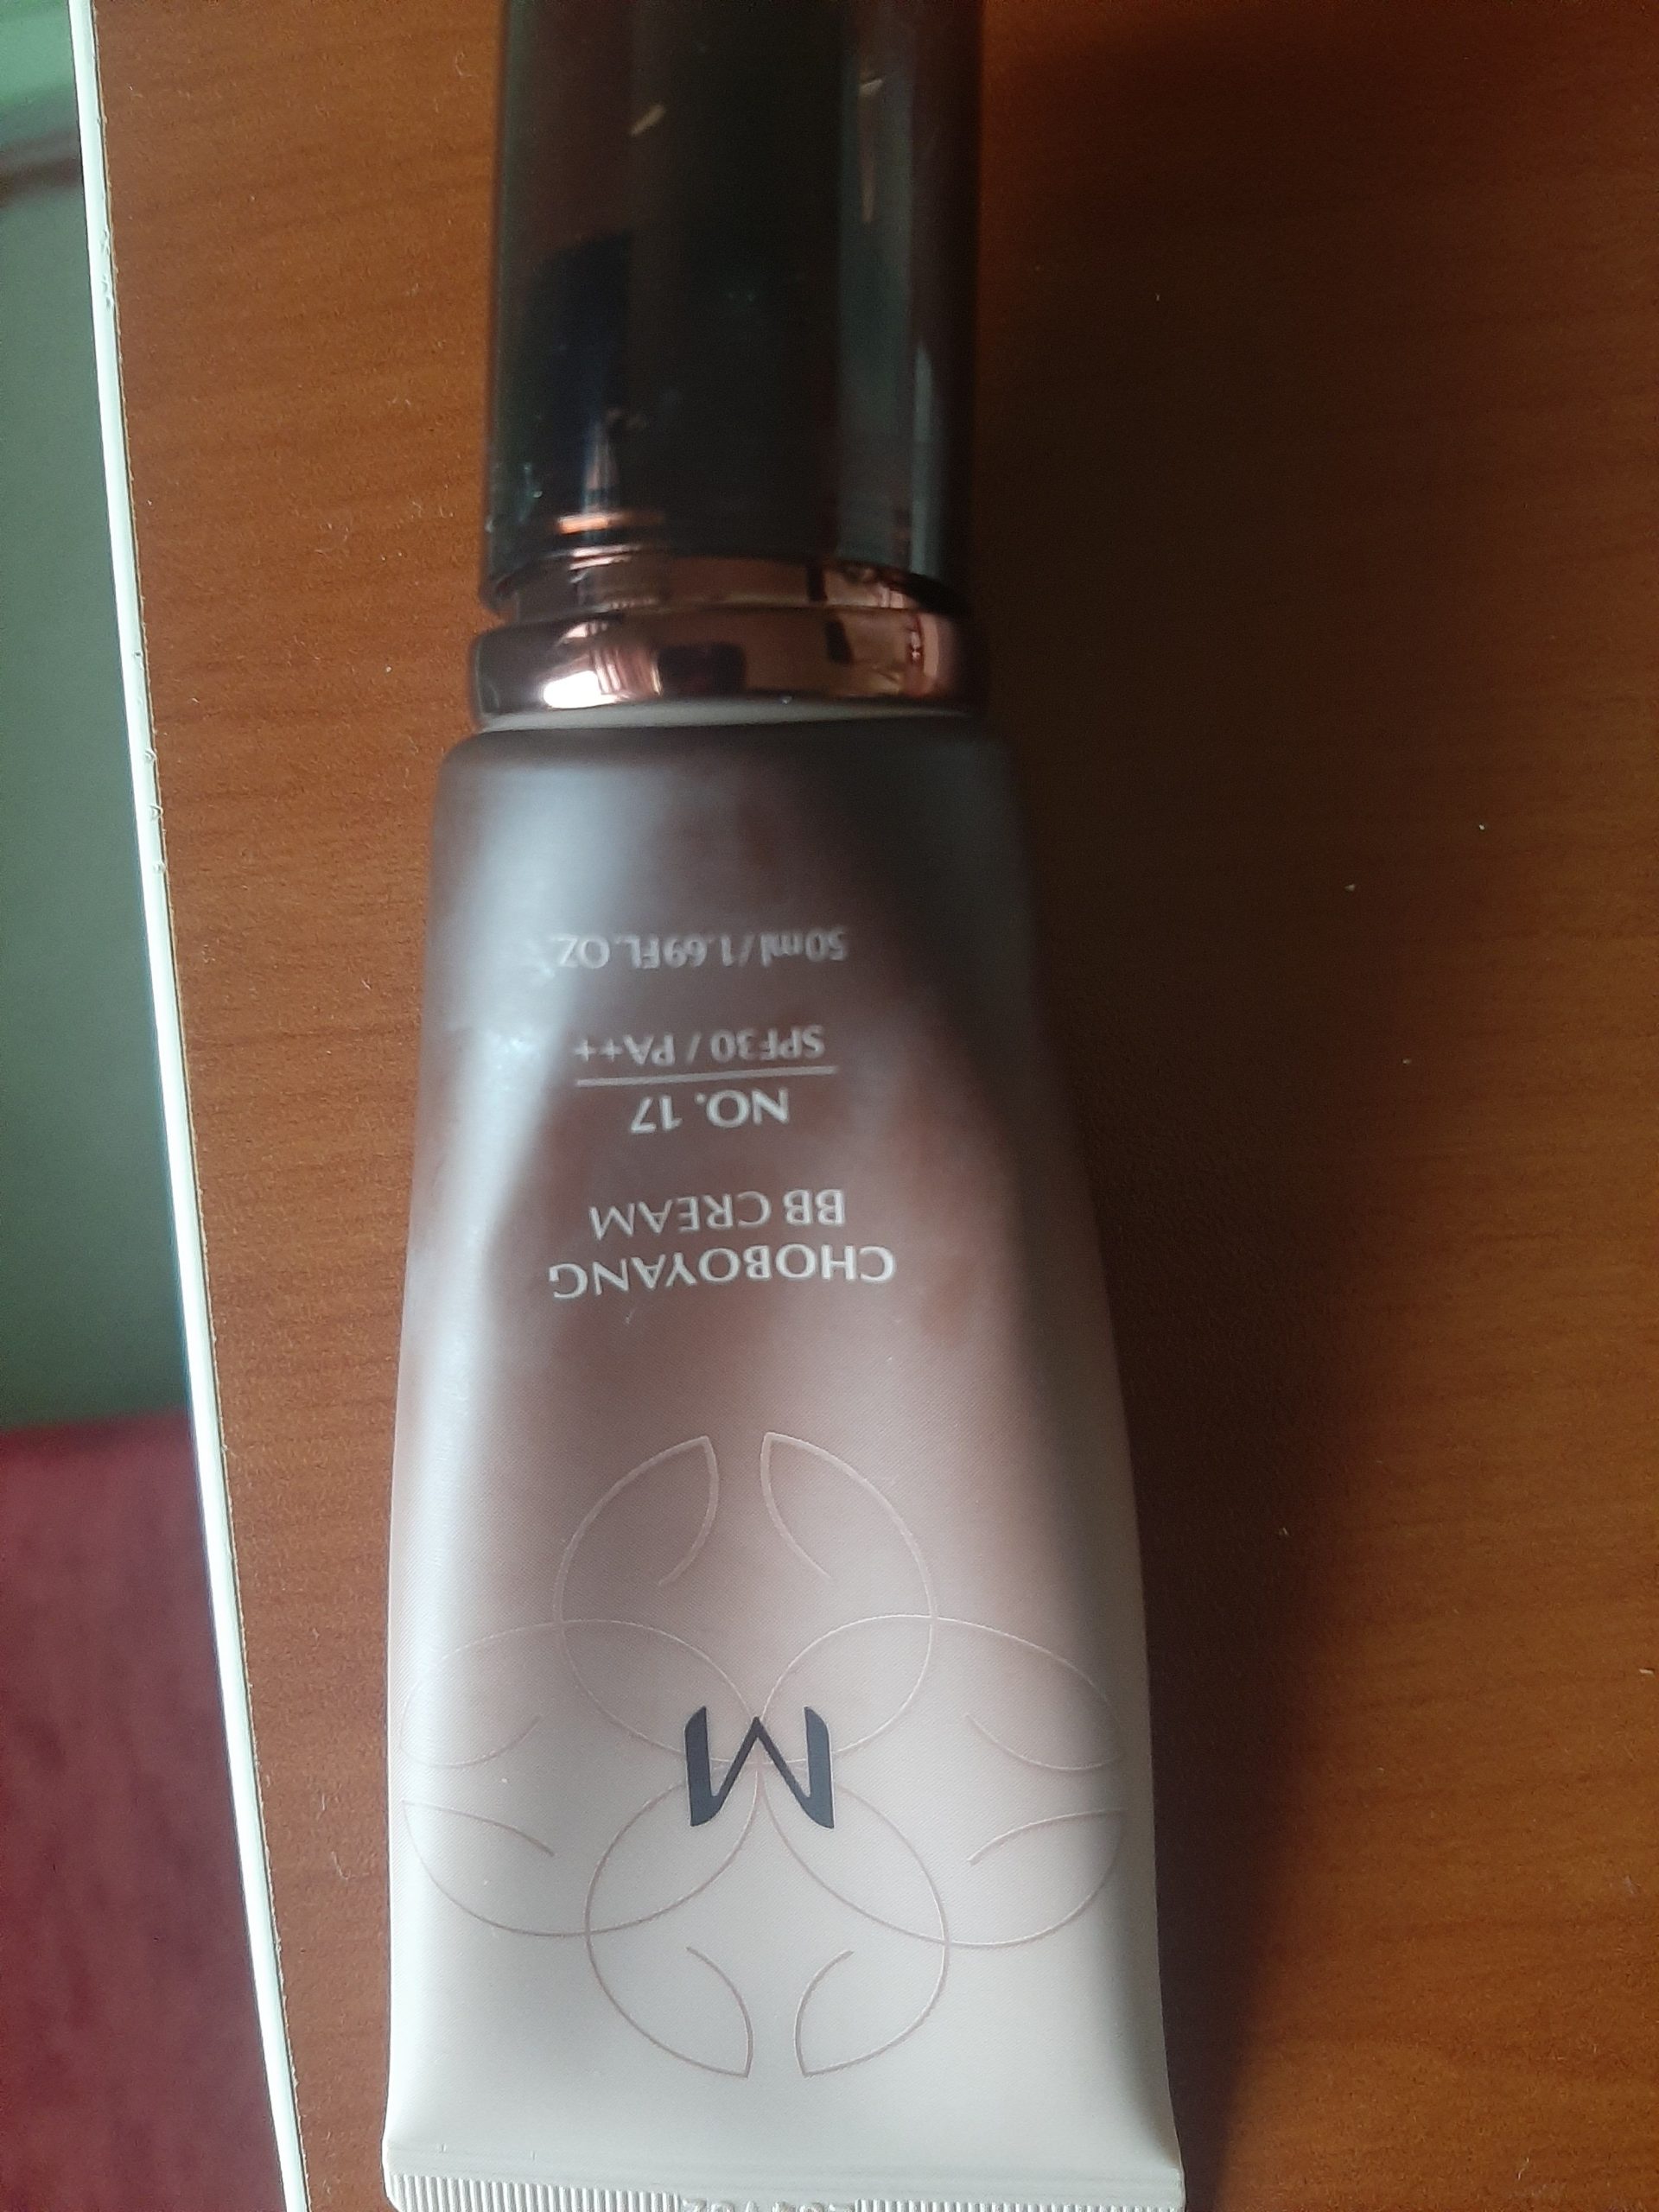 M
CHOBOYANG
BB CREAM
NO. 17
SPF30 / PA++
50ml/1.69FL.OZ